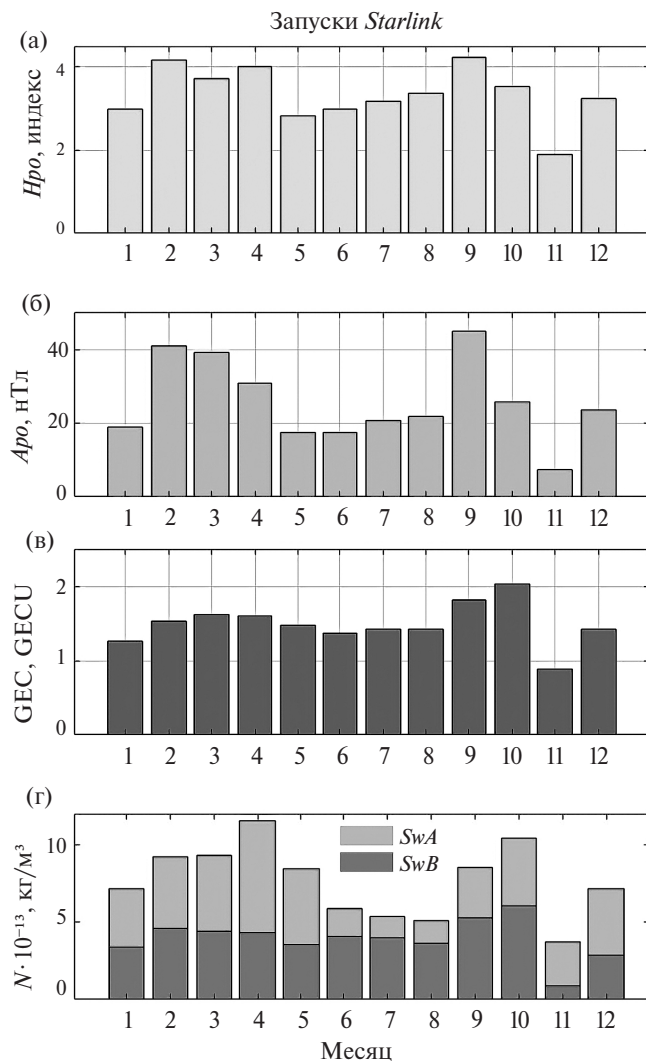 Запуски Starlink
(а)
Hpo, индекс
4
2
0
1 2 3 4 5 6 7 8 9 10 11 12
(б)
Apo, нТл
40
20
0
1 2 3 4 5 6 7 8 9 10 11 12
(в)
GEC, GECU
2
1
0
1 2 3 4 5 6 7 8 9 10 11 12
(г)
N·10⁻¹³, кг/м³
10
5
0
SwA
SwB
1 2 3 4 5 6 7 8 9 10 11 12
Месяц